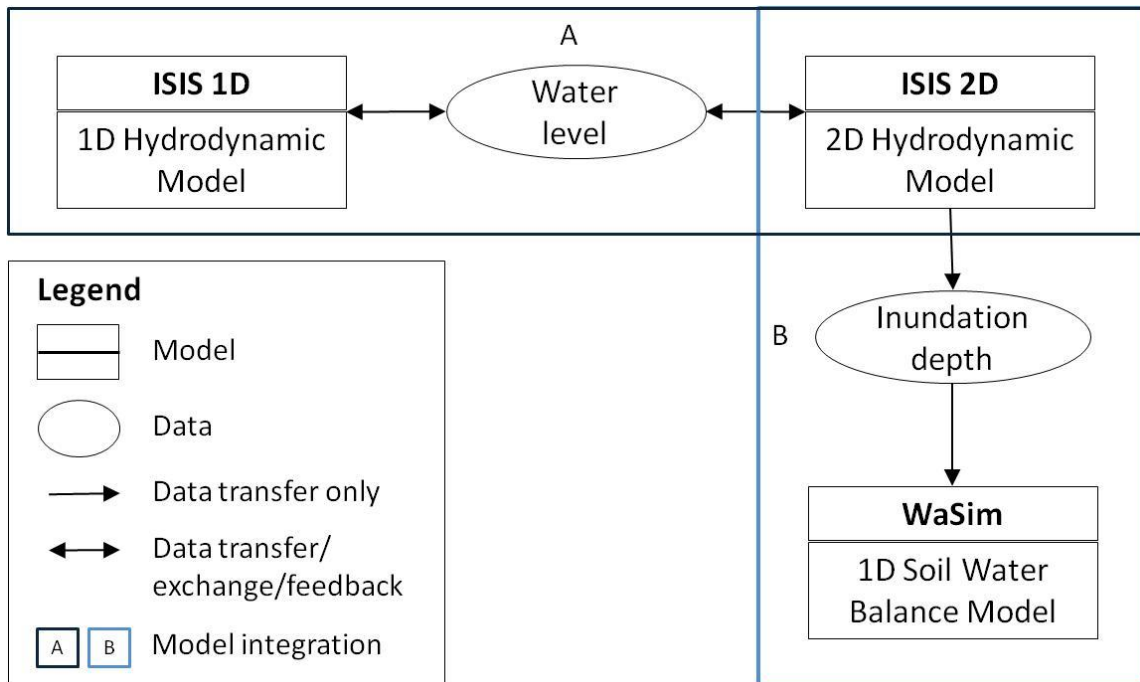 A
ISIS 1D
1D Hydrodynamic
Model
Water
level
ISIS 2D
2D Hydrodynamic
Model
Legend
Model
Data
Data transfer only
Data transfer/
exchange/feedback
A B Model integration
B
Inundation
depth
WaSim
1D Soil Water
Balance Model